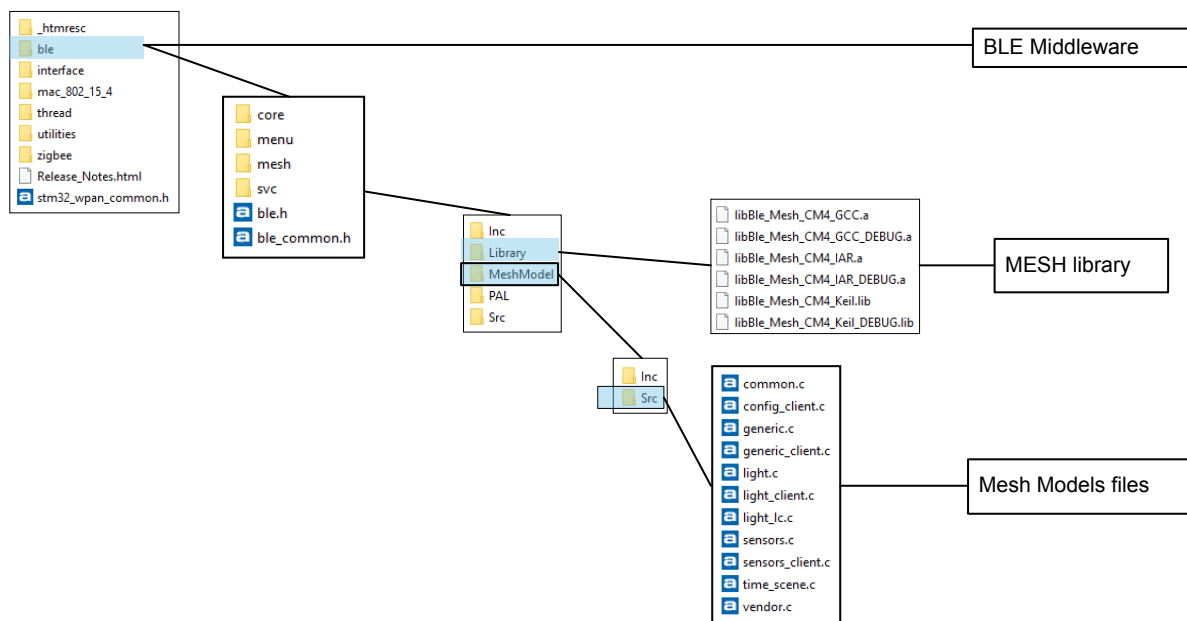 _htmresc
ble
interface
mac_802_15_4
thread
utilities
zigbee
Release_Notes.html
stm32_wpan_common.h
BLE Middleware
core
menu
mesh
svc
ble.h
ble_common.h
Inc
Library
MeshModel
PAL
Src
libBle_Mesh_CM4_GCC.a
libBle_Mesh_CM4_GCC_DEBUG.a
libBle_Mesh_CM4_IAR.a
libBle_Mesh_CM4_IAR_DEBUG.a
libBle_Mesh_CM4_Keil.lib
libBle_Mesh_CM4_Keil_DEBUG.lib
MESH library
Inc
Src
common.c
config_client.c
generic.c
generic_client.c
light.c
light_client.c
light_lc.c
sensors.c
sensors_client.c
time_scene.c
vendor.c
Mesh Models files